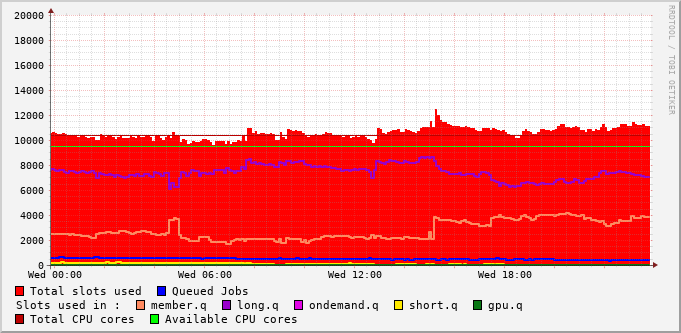 20000
18000
16000
14000
12000
10000
8000
6000
4000
2000
0
Wed 00:00 Wed 06:00 Wed 12:00 Wed 18:00
RRDTOOL / TOBI OETIKER
Total slots used Queued Jobs
Slots used in : member.q long.q ondemand.q short.q gpu.q
Total CPU cores Available CPU cores